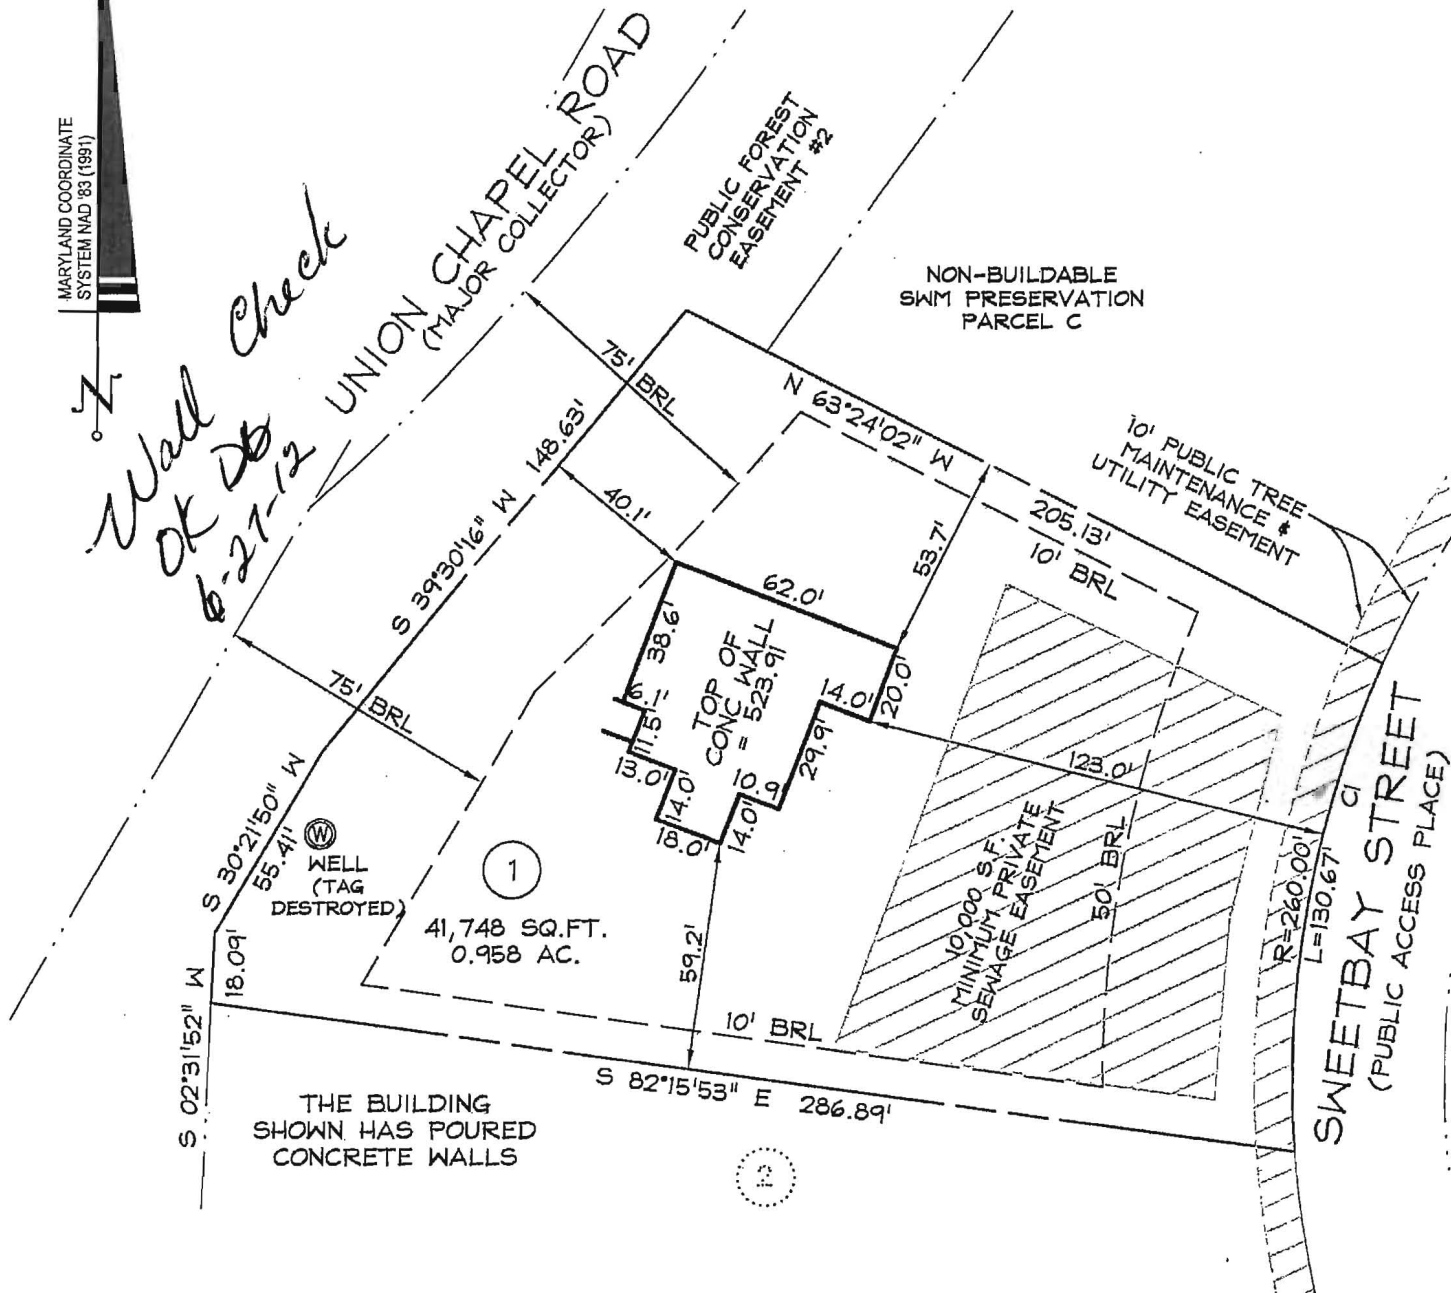 MARYLAND COORDINATE
SYSTEM NAD '83 (1991)
N
Wall Check
OK DB
6-27-12
UNION CHAPEL ROAD
(MAJOR COLLECTOR)
PUBLIC FOREST
CONSERVATION
EASEMENT #2
NON-BUILDABLE
SWM PRESERVATION
PARCEL C
75' BRL
N 63°24'02" W
205.13'
10' BRL
10' PUBLIC TREE
MAINTENANCE &
UTILITY EASEMENT
S 39°30'16" W 148.63'
40.1'
53.7'
62.0'
38.6'
TOP OF
CONC WALL
= 523.91
6.1'
11.5'
13.0'
14.0'
18.0'
14.0'
10.9
29.9'
14.0'
20.0'
123.0'
75' BRL
S 30°21'50" W
55.41'
W
WELL
(TAG
DESTROYED)
1
41,748 SQ.FT.
0.958 AC.
59.2'
10,000 S.F.
MINIMUM PRIVATE
SEWAGE EASEMENT
50' BRL
R=260.00'
L=130.67'
C1
SWEETBAY STREET
(PUBLIC ACCESS PLACE)
S 02°31'52" W
18.09'
10' BRL
S 82°15'53" E 286.89'
THE BUILDING
SHOWN HAS POURED
CONCRETE WALLS
2